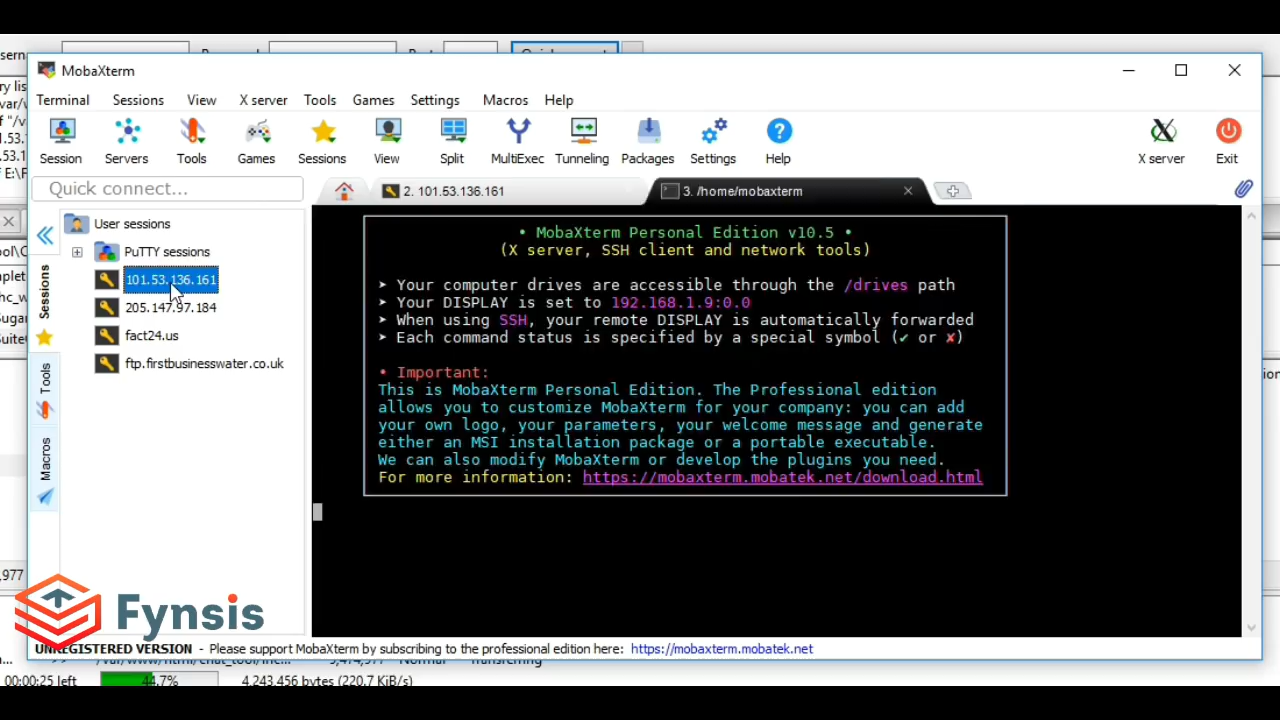 MobaXterm
Terminal Sessions View X server Tools Games Settings Macros Help
Session Servers Tools Games Sessions View Split MultiExec Tunneling Packages Settings Help X server Exit
Quick connect...
2. 101.53.136.161
3. /home/mobaxterm
User sessions
PuTTY sessions
101.53.136.161
205.147.97.184
fact24.us
ftp.firstbusinesswater.co.uk
Sessions
Tools
Macros
• MobaXterm Personal Edition v10.5 •
(X server, SSH client and network tools)
➤ Your computer drives are accessible through the /drives path
➤ Your DISPLAY is set to 192.168.1.9:0.0
➤ When using SSH, your remote DISPLAY is automatically forwarded
➤ Each command status is specified by a special symbol (✔ or ✘)
• Important:
This is MobaXterm Personal Edition. The Professional edition
allows you to customize MobaXterm for your company: you can add
your own logo, your parameters, your welcome message and generate
either an MSI installation package or a portable executable.
We can also modify MobaXterm or develop the plugins you need.
For more information: https://mobaxterm.mobatek.net/download.html
Fynsis
UNREGISTERED VERSION - Please support MobaXterm by subscribing to the professional edition here: https://mobaxterm.mobatek.net
00:00:25 left 44.7% 4,243,456 bytes (220.7 KiB/s)